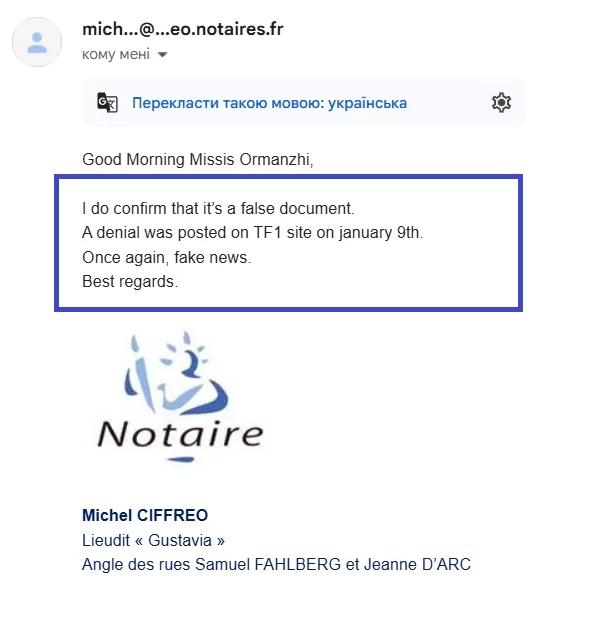 mich...@...eo.notaires.fr
кому мені
Перекласти такою мовою: українська
Good Morning Missis Ormanzhi,
I do confirm that it's a false document.
A denial was posted on TF1 site on january 9th.
Once again, fake news.
Best regards.
Notaire
Michel CIFFREO
Lieudit « Gustavia »
Angle des rues Samuel FAHLBERG et Jeanne D'ARC